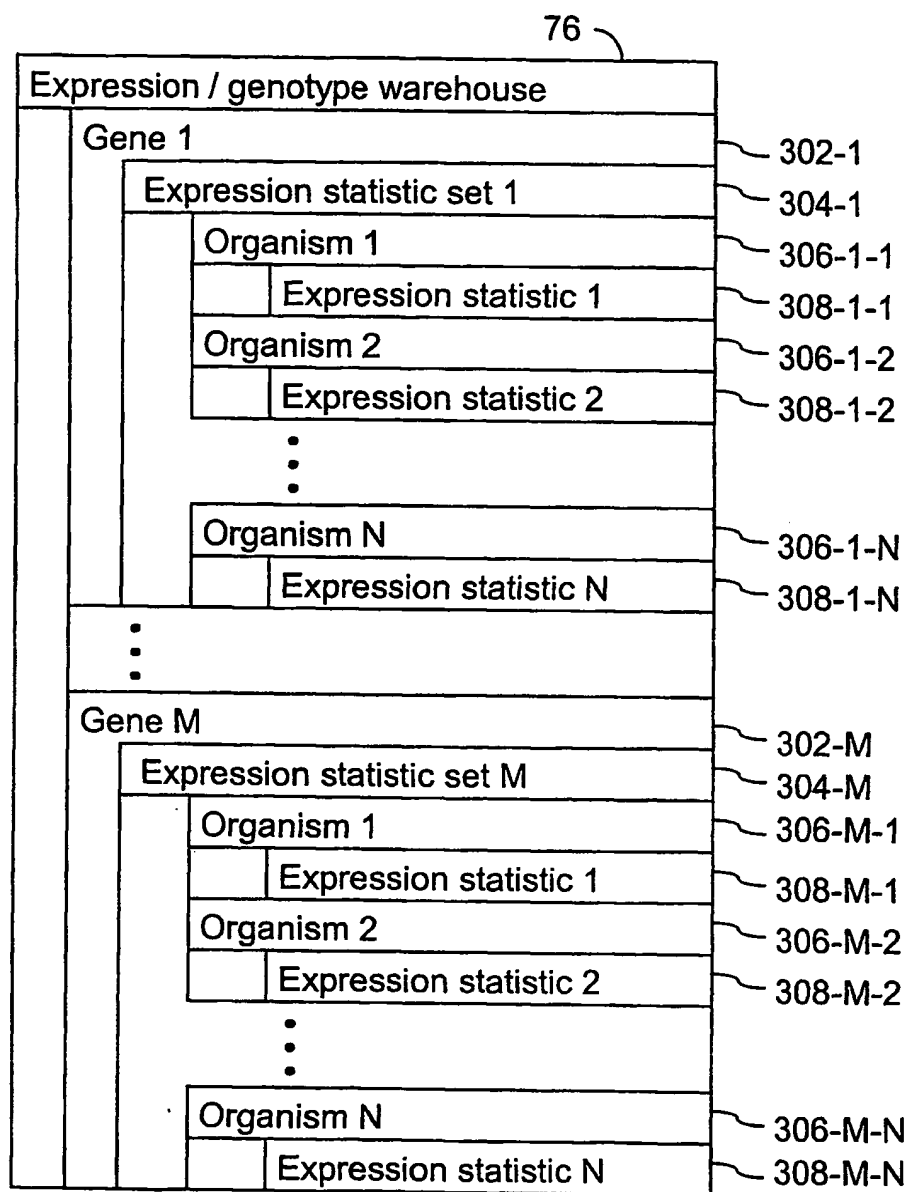 76
Expression / genotype warehouse
Gene 1 302-1
Expression statistic set 1 304-1
Organism 1 306-1-1
Expression statistic 1 308-1-1
Organism 2 306-1-2
Expression statistic 2 308-1-2
Organism N 306-1-N
Expression statistic N 308-1-N
Gene M 302-M
Expression statistic set M 304-M
Organism 1 306-M-1
Expression statistic 1 308-M-1
Organism 2 306-M-2
Expression statistic 2 308-M-2
Organism N 306-M-N
Expression statistic N 308-M-N